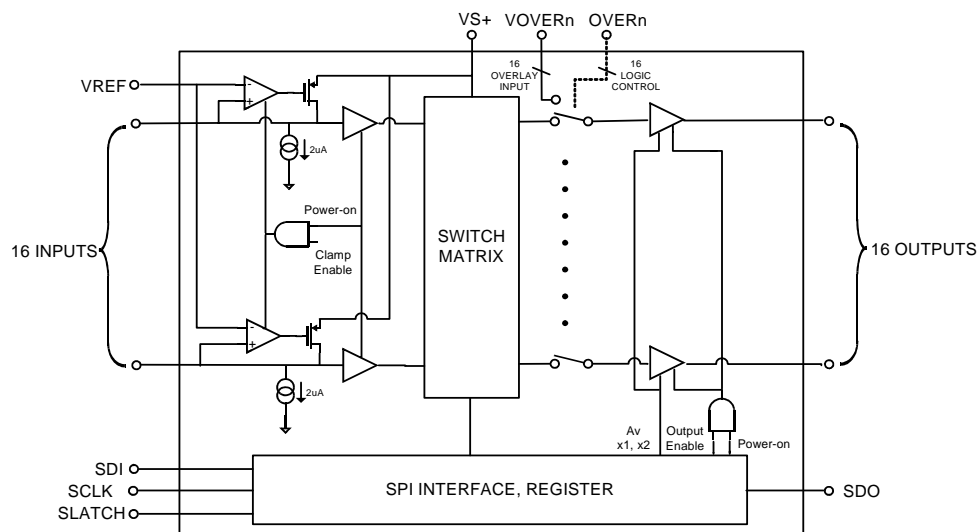 VS+
VOVERn
OVERn
16
OVERLAY
INPUT
16
LOGIC
CONTROL
VREF
-
+
2uA
Power-on
Clamp
Enable
16 INPUTS
SWITCH
MATRIX
16 OUTPUTS
-
+
2uA
Av
x1, x2
Output
Enable
Power-on
SDI
SCLK
SLATCH
SPI INTERFACE, REGISTER
SDO